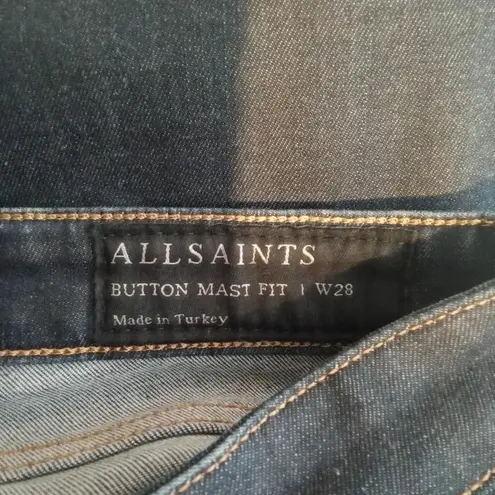 ALLSAINTS
BUTTON MAST FIT | W28
Made in Turkey